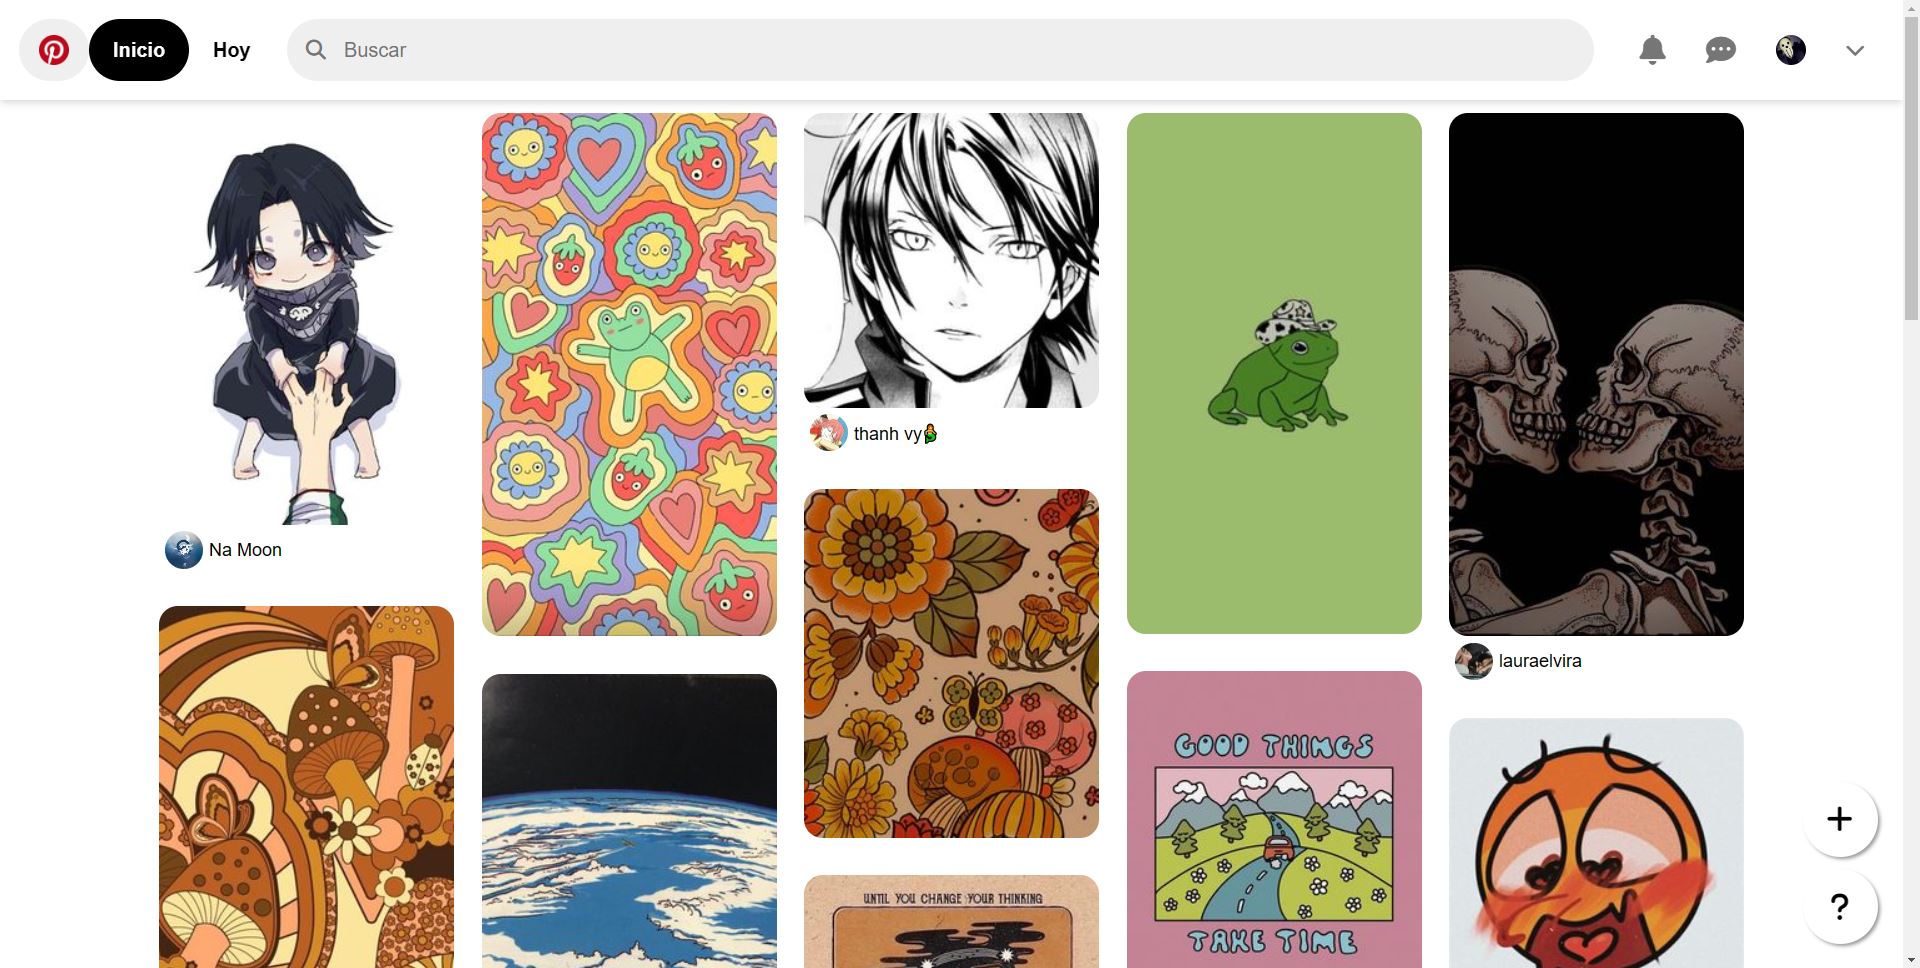 Inicio
Hoy
Buscar
thanh vy
Na Moon
lauraelvira
GOOD THINGS
TAKE TIME
UNTIL YOU CHANGE YOUR THINKING
+
?